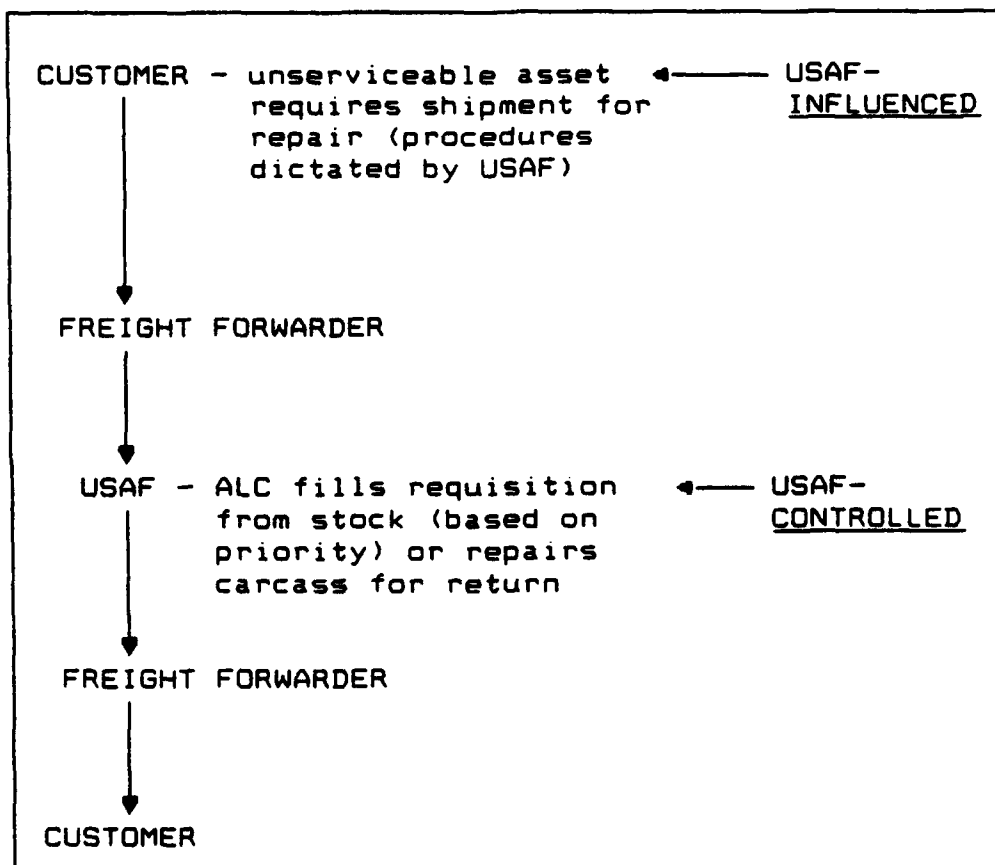 CUSTOMER - unserviceable asset
requires shipment for
repair (procedures
dictated by USAF)
USAF-
INFLUENCED
FREIGHT FORWARDER
USAF - ALC fills requisition
from stock (based on
priority) or repairs
carcass for return
USAF-
CONTROLLED
FREIGHT FORWARDER
CUSTOMER